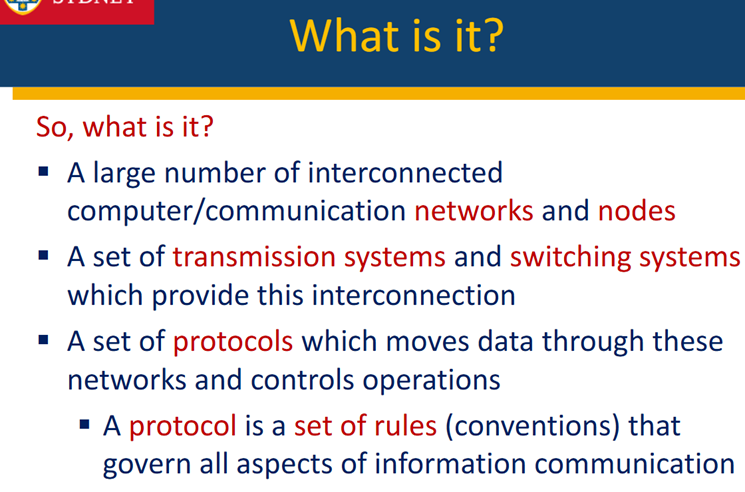 SYDNEY
What is it?
So, what is it?
▪ A large number of interconnected
computer/communication networks and nodes
▪ A set of transmission systems and switching systems
which provide this interconnection
▪ A set of protocols which moves data through these
networks and controls operations
▪ A protocol is a set of rules (conventions) that
govern all aspects of information communication